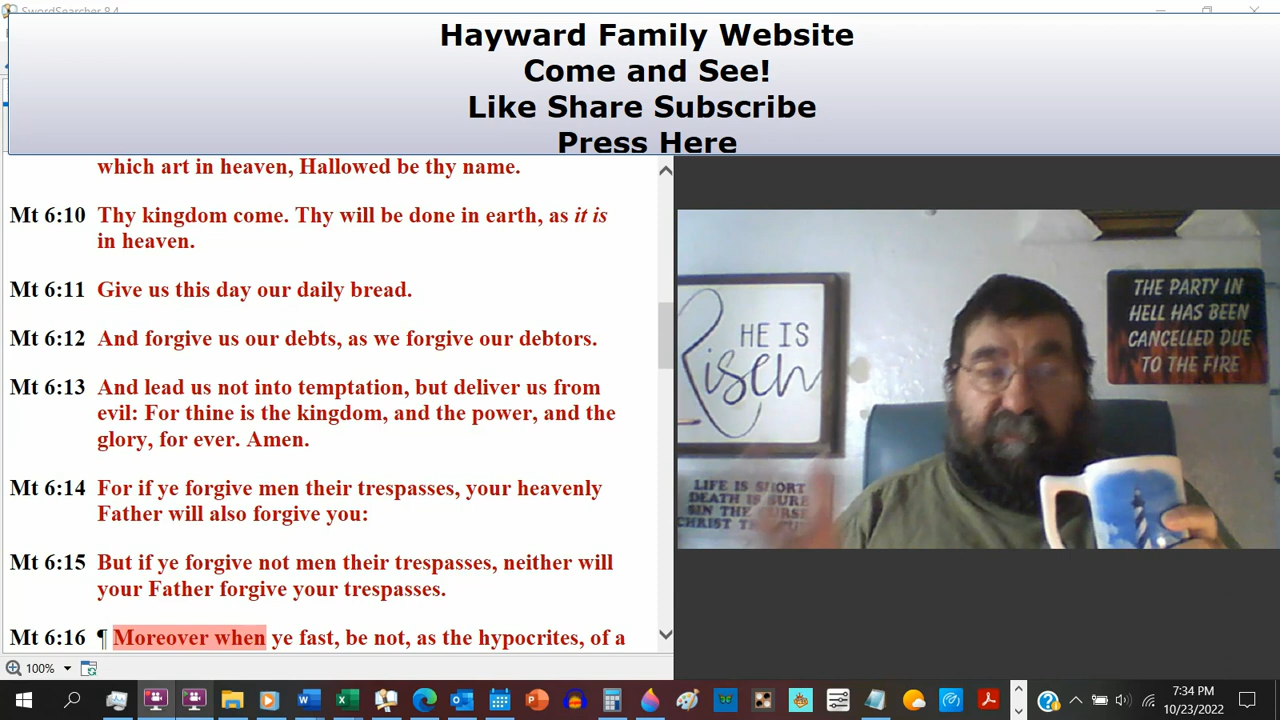 SwordSearcher 8.4
Hayward Family Website
Come and See!
Like Share Subscribe
Press Here
which art in heaven, Hallowed be thy name.
Mt 6:10 Thy kingdom come. Thy will be done in earth, as it is
in heaven.
Mt 6:11 Give us this day our daily bread.
Mt 6:12 And forgive us our debts, as we forgive our debtors.
Mt 6:13 And lead us not into temptation, but deliver us from
evil: For thine is the kingdom, and the power, and the
glory, for ever. Amen.
Mt 6:14 For if ye forgive men their trespasses, your heavenly
Father will also forgive you:
Mt 6:15 But if ye forgive not men their trespasses, neither will
your Father forgive your trespasses.
Mt 6:16 ¶ Moreover when ye fast, be not, as the hypocrites, of a
100%
HE IS
Risen
THE PARTY IN
HELL HAS BEEN
CANCELLED DUE
TO THE FIRE
LIFE IS SHORT
DEATH IS SURE
SIN THE CURSE
CHRIST THE
7:34 PM
10/23/2022